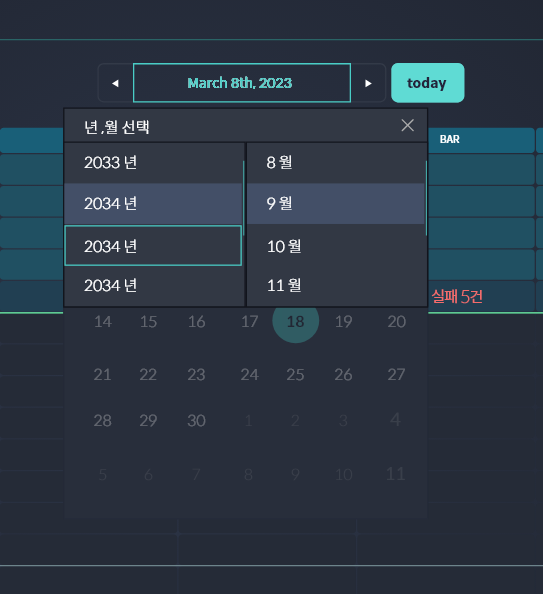 March 8th, 2023
today
년 ,월 선택
BAR
2033 년 8 월
2034 년 9 월
2034 년 10 월
2034 년 11 월
실패 5건
14 15 16 17 18 19 20
21 22 23 24 25 26 27
28 29 30 1 2 3 4
5 6 7 8 9 10 11